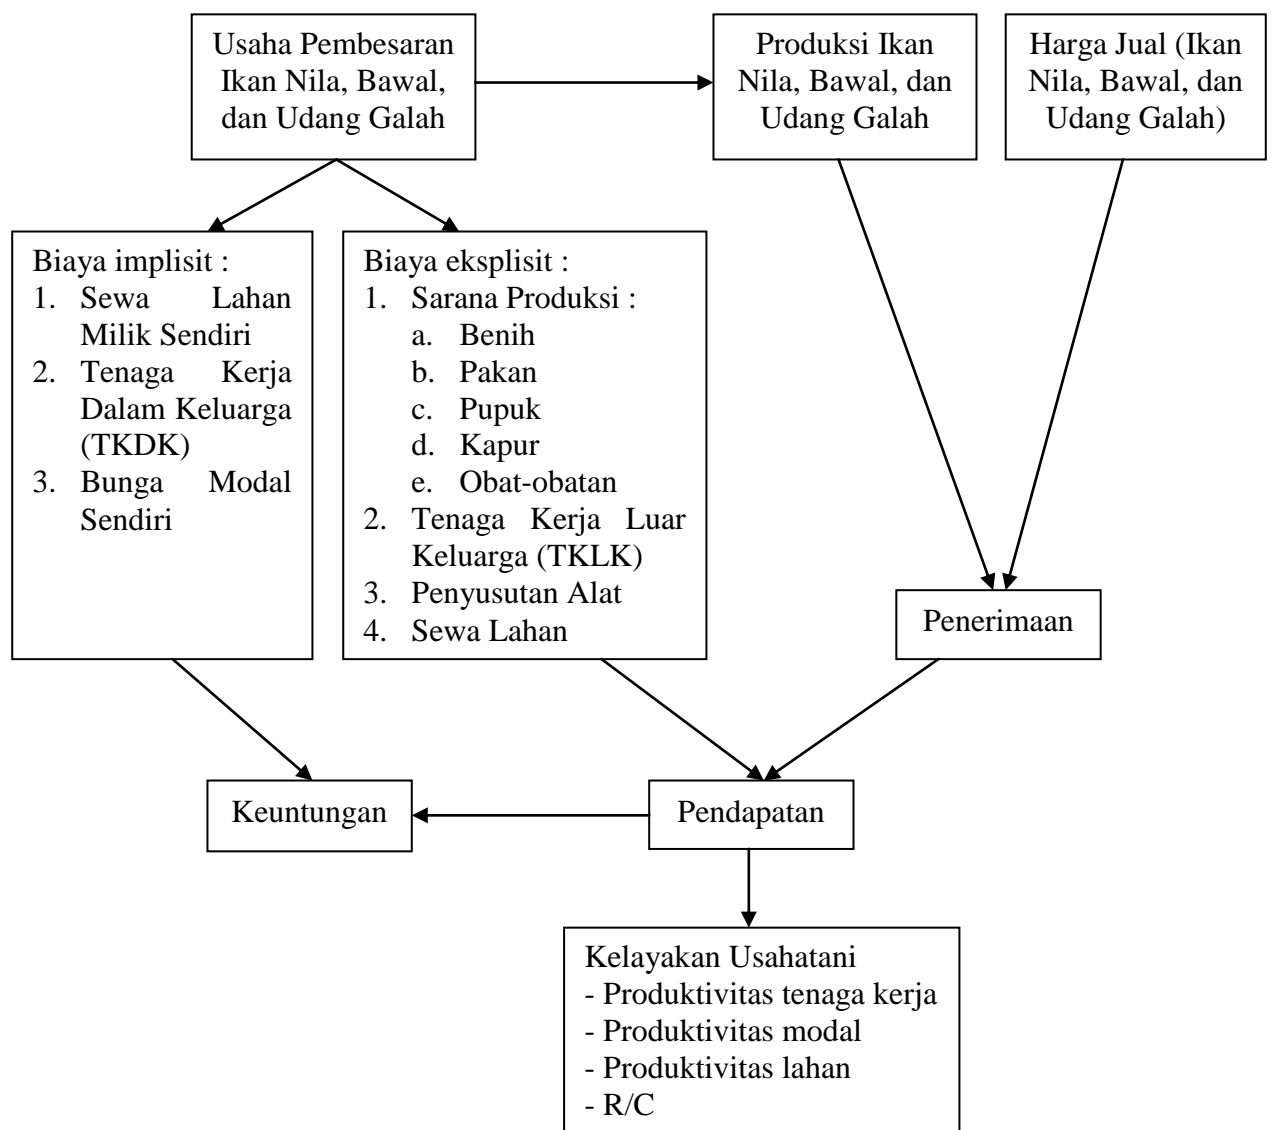 Usaha Pembesaran
Ikan Nila, Bawal,
dan Udang Galah
Produksi Ikan
Nila, Bawal, dan
Udang Galah
Harga Jual (Ikan
Nila, Bawal, dan
Udang Galah)
Biaya implisit :
1. Sewa Lahan
Milik Sendiri
2. Tenaga Kerja
Dalam Keluarga
(TKDK)
3. Bunga Modal
Sendiri
Biaya eksplisit :
1. Sarana Produksi :
a. Benih
b. Pakan
c. Pupuk
d. Kapur
e. Obat-obatan
2. Tenaga Kerja Luar
Keluarga (TKLK)
3. Penyusutan Alat
4. Sewa Lahan
Penerimaan
Keuntungan
Pendapatan
Kelayakan Usahatani
- Produktivitas tenaga kerja
- Produktivitas modal
- Produktivitas lahan
- R/C